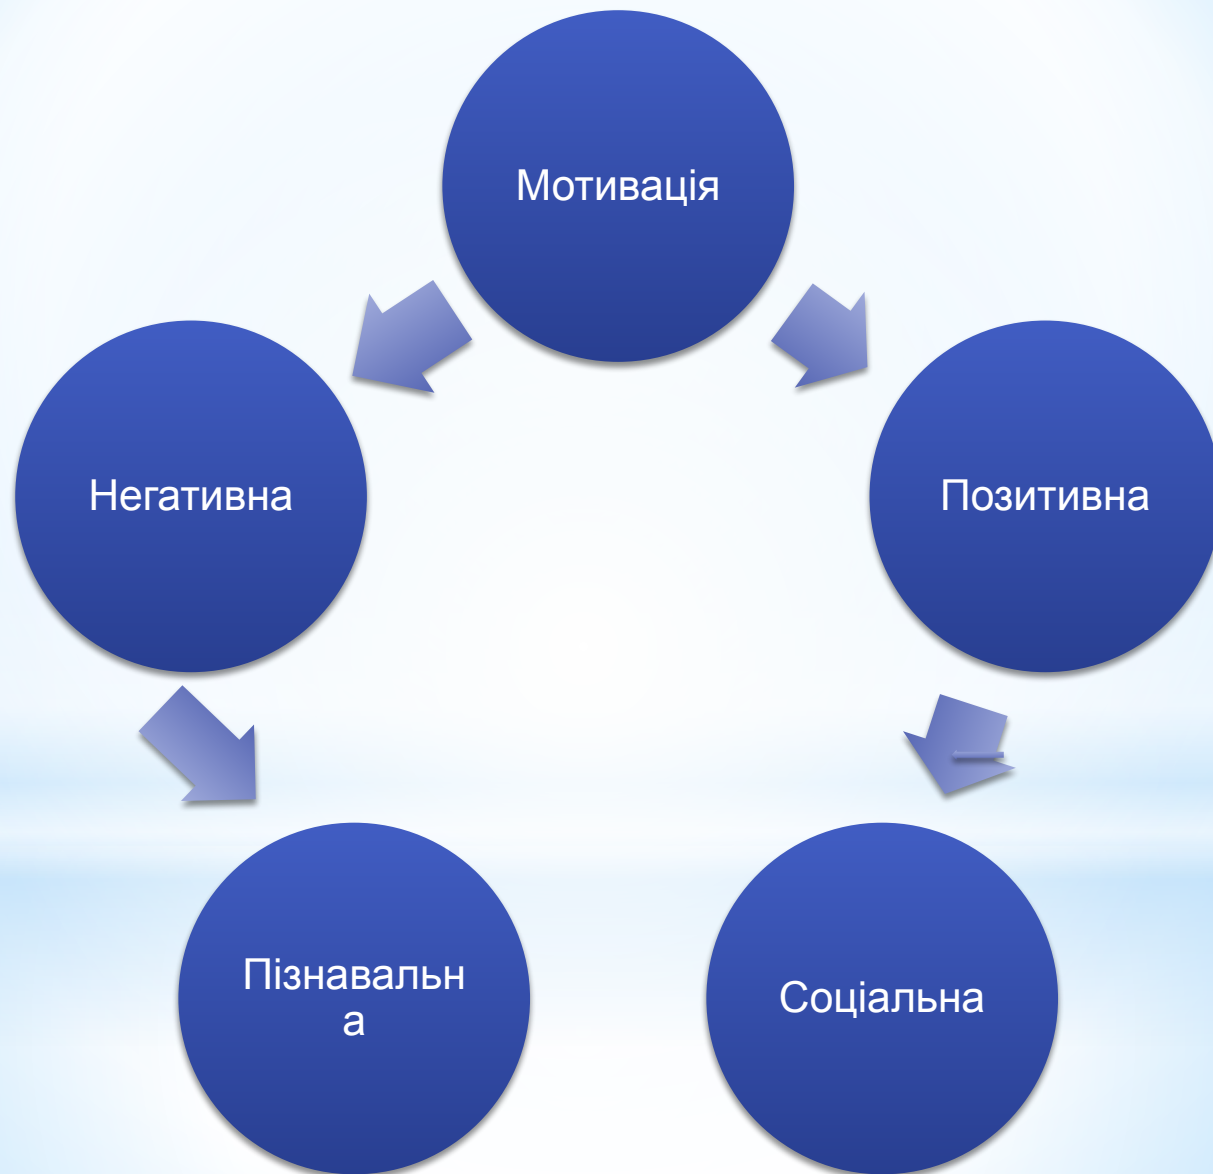 Мотивація
Негативна
Позитивна
Пізнавальн
а
Соціальна